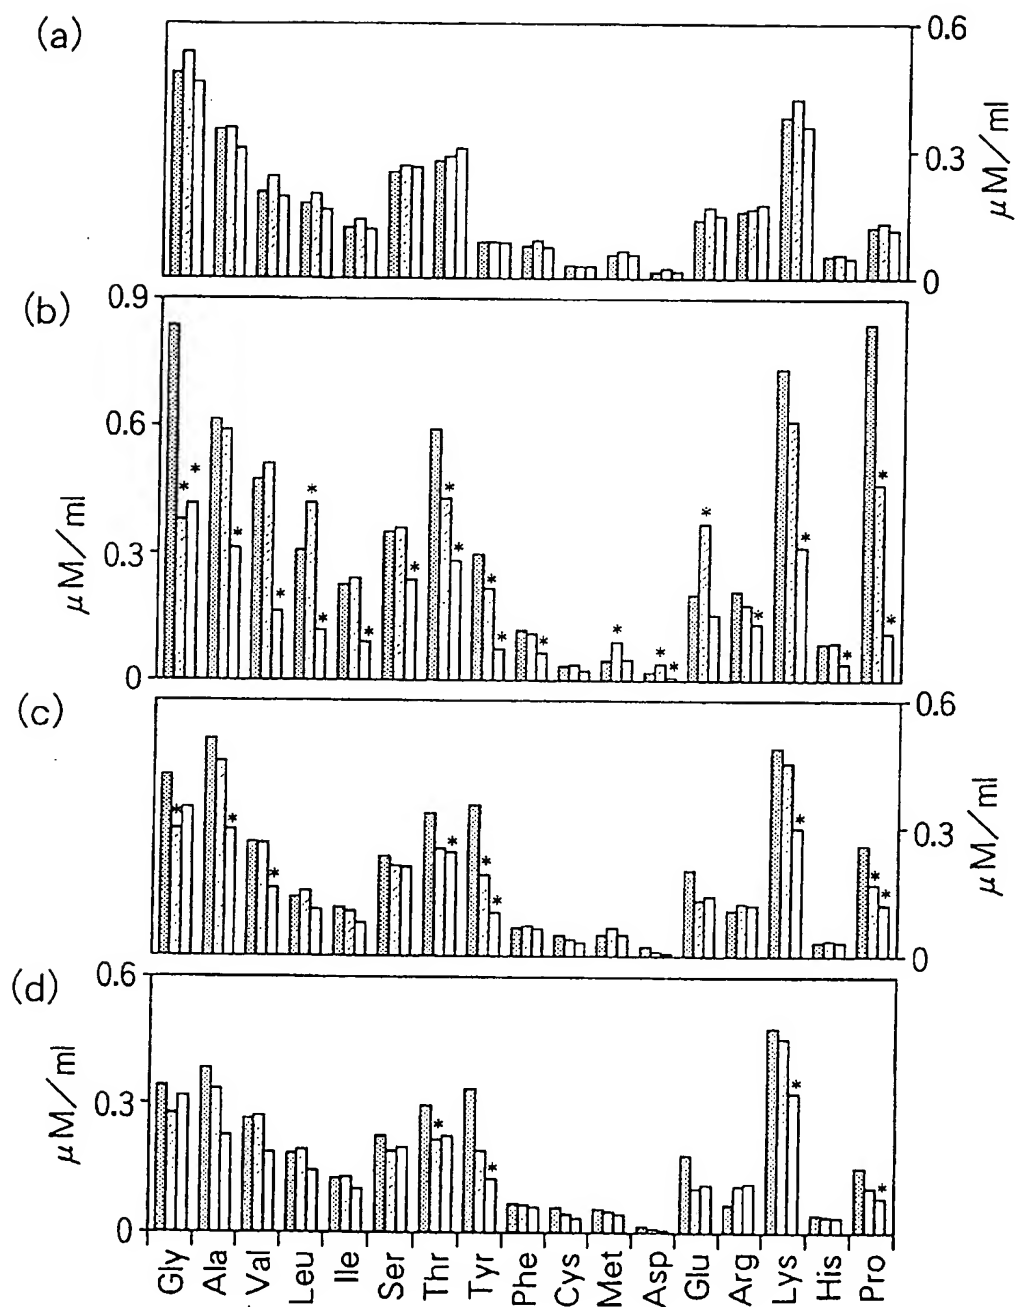 (a)
0.6
0.3
0
μM/ml
(b)
0.9
0.6
0.3
0
μM/ml
* * * * * * * * * * * * * * * * * * * * * *
(c)
0.6
0.3
0
μM/ml
* * * * * * * * *
(d)
0.6
0.3
0
μM/ml
* * * *
Gly Ala Val Leu Ile Ser Thr Tyr Phe Cys Met Asp Glu Arg Lys His Pro